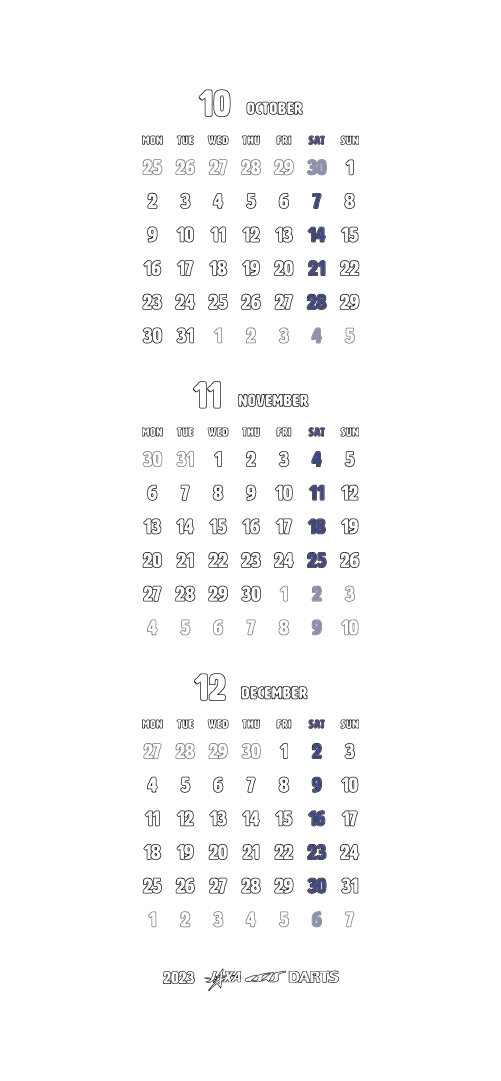 10 OCTOBER
MON TUE WED THU FRI SAT SUN
25 26 27 28 29 30 1
2 3 4 5 6 7 8
9 10 11 12 13 14 15
16 17 18 19 20 21 22
23 24 25 26 27 28 29
30 31 1 2 3 4 5
11 NOVEMBER
MON TUE WED THU FRI SAT SUN
30 31 1 2 3 4 5
6 7 8 9 10 11 12
13 14 15 16 17 18 19
20 21 22 23 24 25 26
27 28 29 30 1 2 3
4 5 6 7 8 9 10
12 DECEMBER
MON TUE WED THU FRI SAT SUN
27 28 29 30 1 2 3
4 5 6 7 8 9 10
11 12 13 14 15 16 17
18 19 20 21 22 23 24
25 26 27 28 29 30 31
1 2 3 4 5 6 7
2023 JAXA DARTS